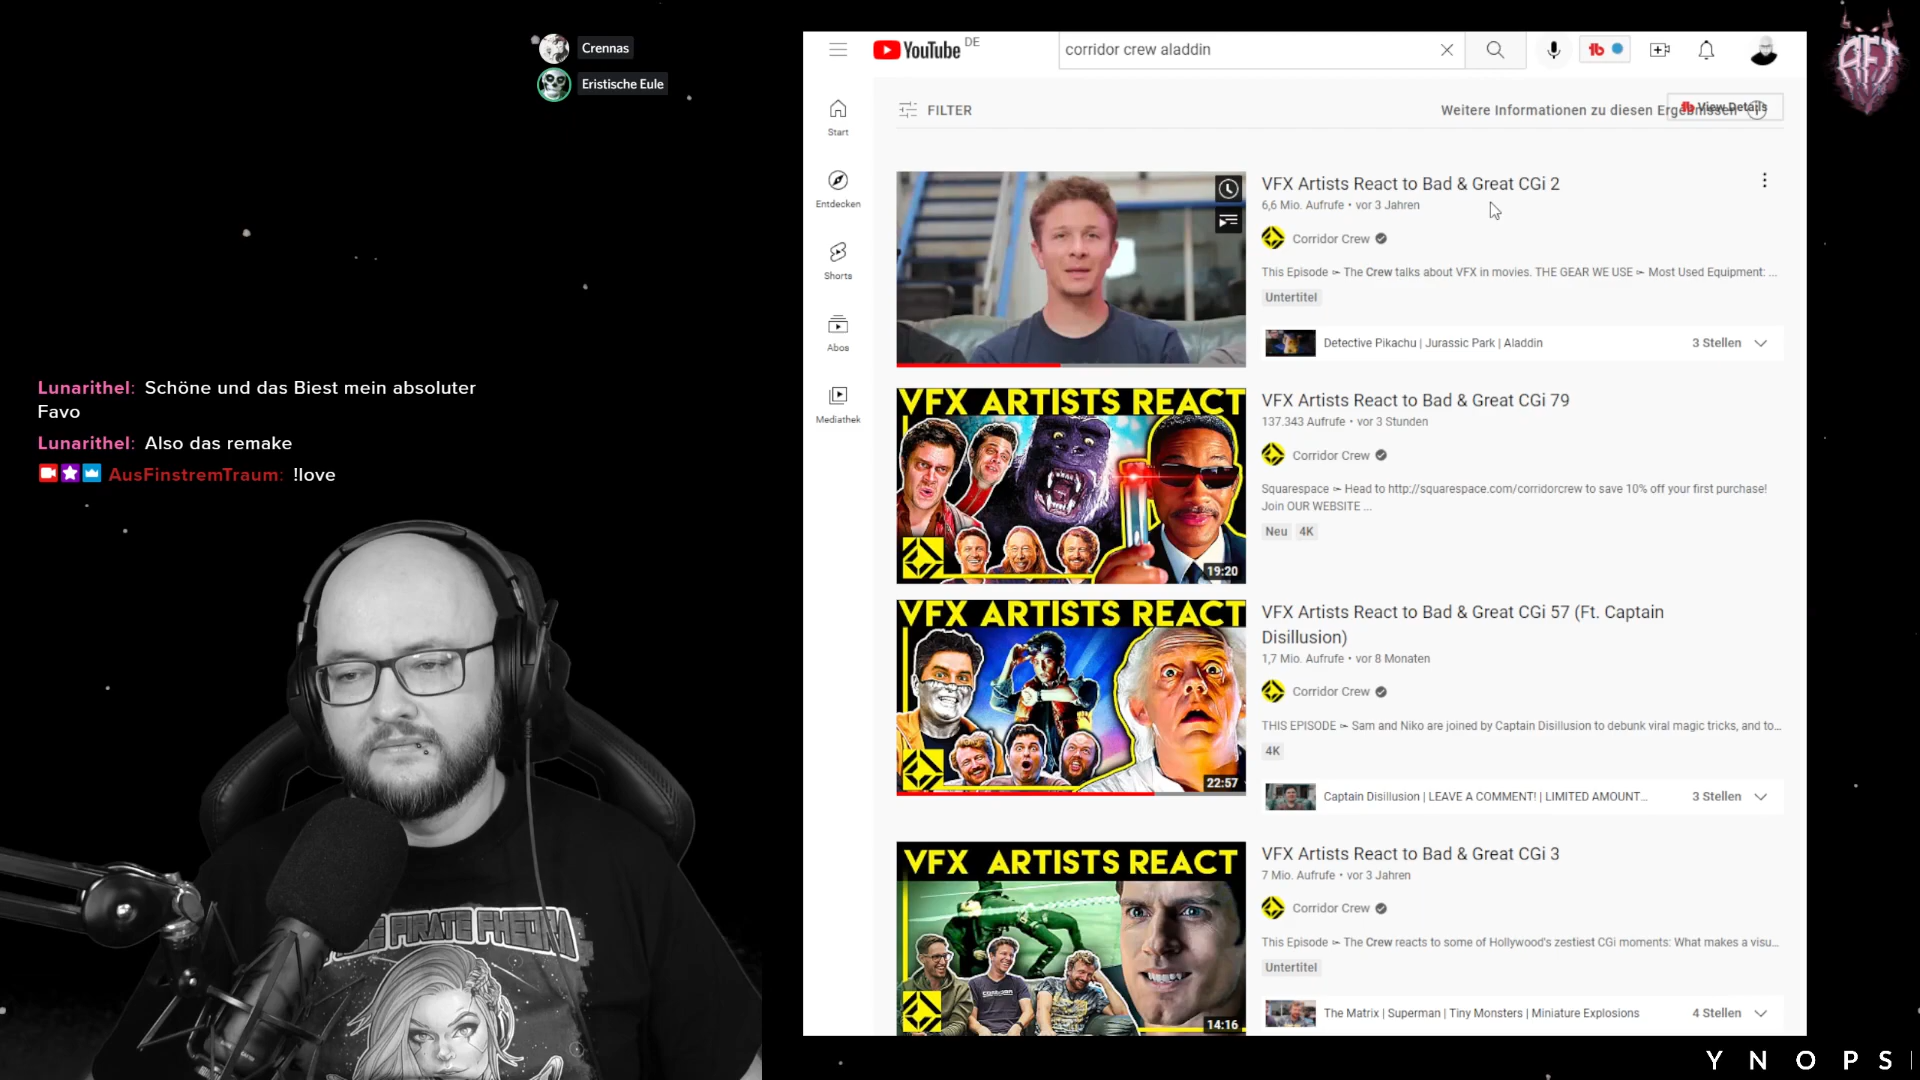 Crennas
Eristische Eule
Lunarithel: Schöne und das Biest mein absoluter
Favo
Lunarithel: Also das remake
AusFinstremTraum: !love
YouTube DE
corridor crew aladdin
Start
Entdecken
Shorts
Abos
Mediathek
FILTER
Weitere Informationen zu diesen Ergebnissen
View Details
VFX Artists React to Bad & Great CGi 2
6,6 Mio. Aufrufe • vor 3 Jahren
Corridor Crew
This Episode ► The Crew talks about VFX in movies. THE GEAR WE USE ► Most Used Equipment: ...
Untertitel
Detective Pikachu | Jurassic Park | Aladdin
3 Stellen
VFX ARTISTS REACT
19:20
VFX Artists React to Bad & Great CGi 79
137.343 Aufrufe • vor 3 Stunden
Corridor Crew
Squarespace ► Head to http://squarespace.com/corridorcrew to save 10% off your first purchase!
Join OUR WEBSITE ...
Neu 4K
VFX ARTISTS REACT
22:57
VFX Artists React to Bad & Great CGi 57 (Ft. Captain
Disillusion)
1,7 Mio. Aufrufe • vor 8 Monaten
Corridor Crew
THIS EPISODE ► Sam and Niko are joined by Captain Disillusion to debunk viral magic tricks, and to...
4K
Captain Disillusion | LEAVE A COMMENT! | LIMITED AMOUNT...
3 Stellen
VFX ARTISTS REACT
14:16
VFX Artists React to Bad & Great CGi 3
7 Mio. Aufrufe • vor 3 Jahren
Corridor Crew
This Episode ► The Crew reacts to some of Hollywood's zestiest CGi moments: What makes a visu...
Untertitel
The Matrix | Superman | Tiny Monsters | Miniature Explosions
4 Stellen
PIRATE
YNOPS